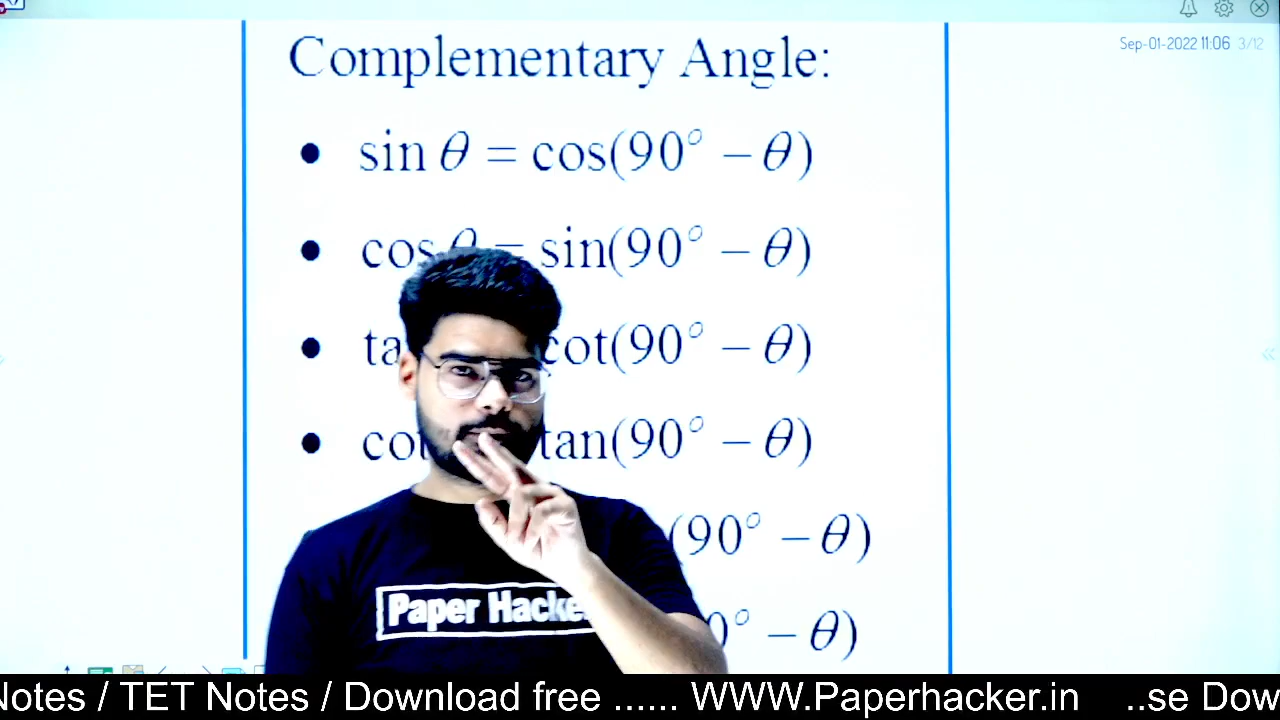 Sep-01-2022 11:06 3/12
Complementary Angle:
• sin θ = cos(90° – θ)
• cos θ = sin(90° – θ)
• ta cot(90° – θ)
• cot tan(90° – θ)
(90° – θ)
0° – θ)
Paper Hacke
Notes / TET Notes / Download free ...... WWW.Paperhacker.in ..se Dow